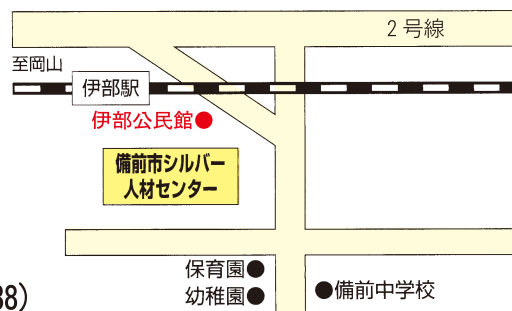 2号線
至岡山
伊部駅
伊部公民館
備前市シルバー
人材センター
保育園
幼稚園
備前中学校
38）